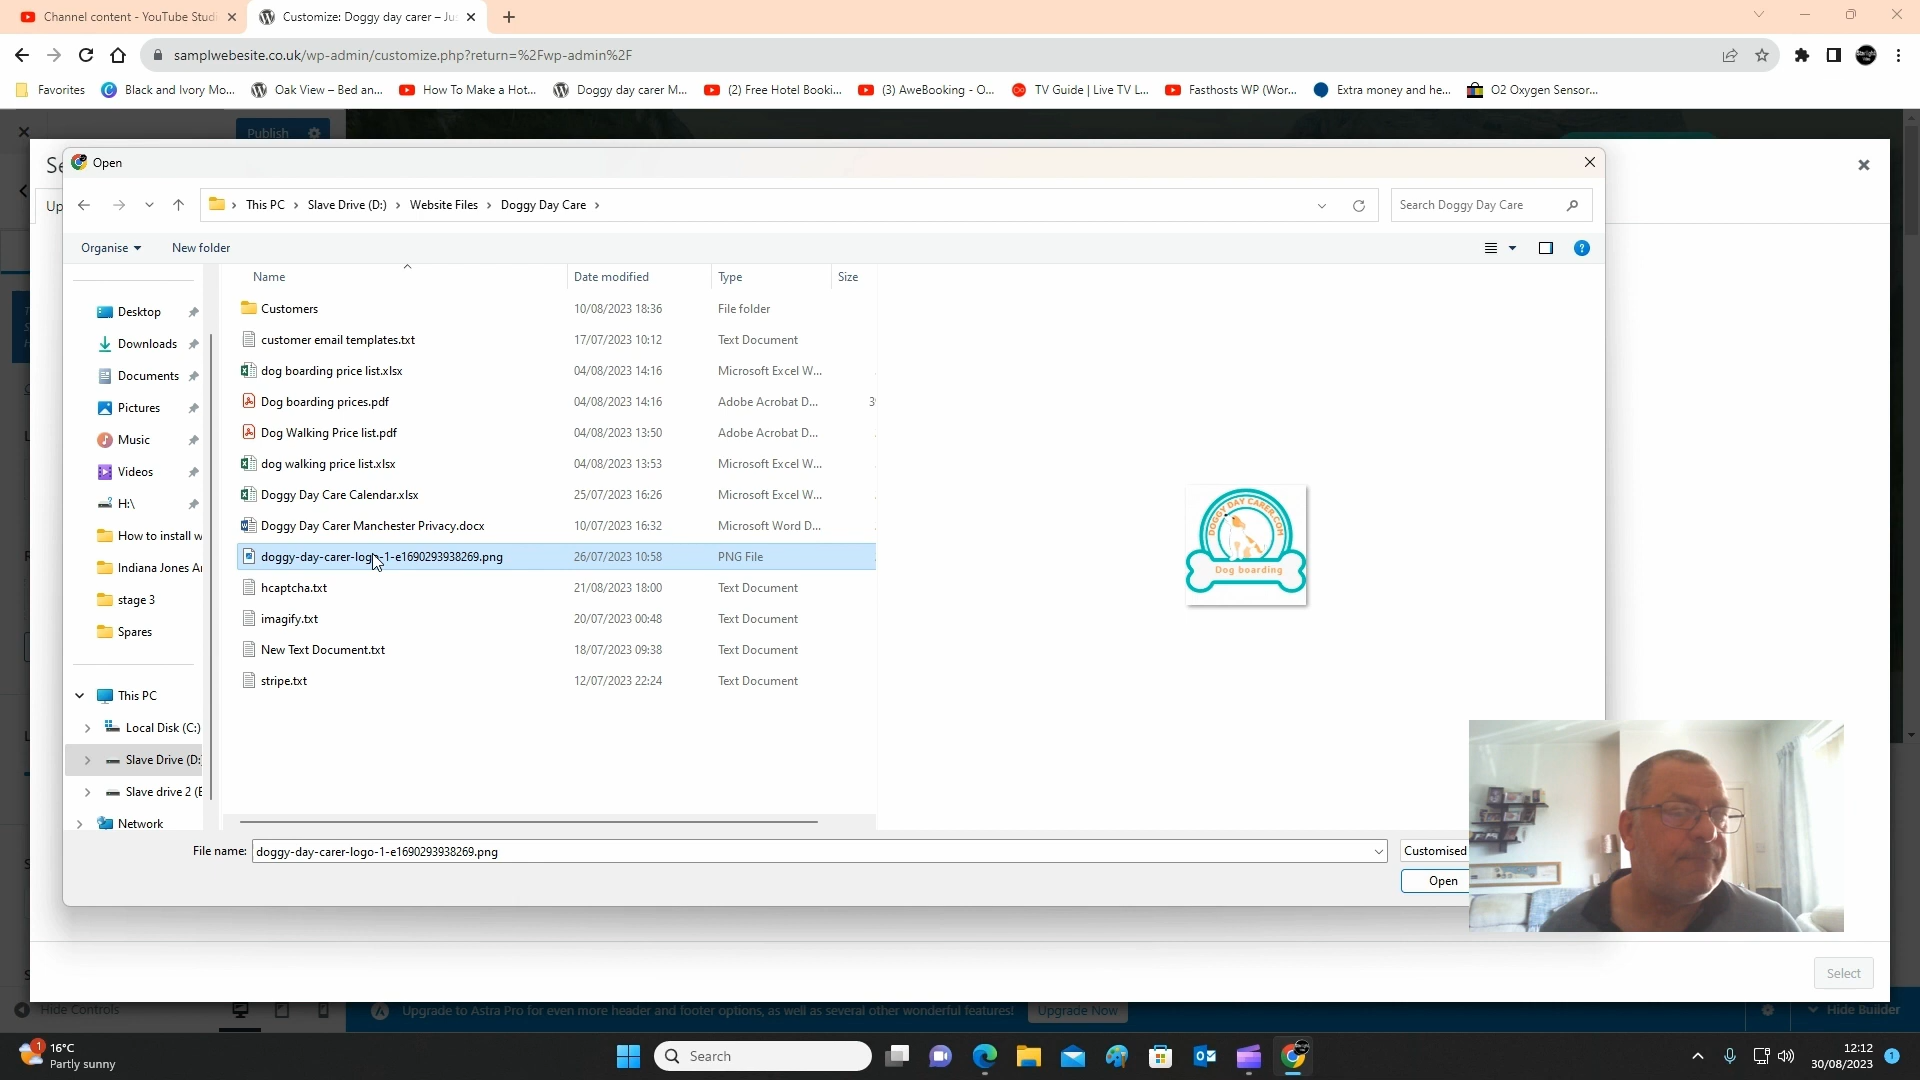 Channel content - YouTube Studi
Customize: Doggy day carer – Jus
samplwebesite.co.uk/wp-admin/customize.php?return=%2Fwp-admin%2F
Favorites
Black and Ivory Mo...
Oak View – Bed an...
How To Make a Hot...
Doggy day carer M...
(2) Free Hotel Booki...
(3) AweBooking - O...
TV Guide | Live TV L...
Fasthosts WP (Wor...
Extra money and he...
O2 Oxygen Sensor...
Publish
Se
Open
Up
This PC > Slave Drive (D:) > Website Files > Doggy Day Care >
Search Doggy Day Care
Organise
New folder
Name
Date modified
Type
Size
Customers 10/08/2023 18:36 File folder
customer email templates.txt 17/07/2023 10:12 Text Document
dog boarding price list.xlsx 04/08/2023 14:16 Microsoft Excel W...
Dog boarding prices.pdf 04/08/2023 14:16 Adobe Acrobat D... 3
Dog Walking Price list.pdf 04/08/2023 13:50 Adobe Acrobat D...
dog walking price list.xlsx 04/08/2023 13:53 Microsoft Excel W...
Doggy Day Care Calendar.xlsx 25/07/2023 16:26 Microsoft Excel W...
Doggy Day Carer Manchester Privacy.docx 10/07/2023 16:32 Microsoft Word D...
doggy-day-carer-logo-1-e1690293938269.png 26/07/2023 10:58 PNG File
hcaptcha.txt 21/08/2023 18:00 Text Document
imagify.txt 20/07/2023 00:48 Text Document
New Text Document.txt 18/07/2023 09:38 Text Document
stripe.txt 12/07/2023 22:24 Text Document
Desktop
Downloads
Documents
Pictures
Music
Videos
H:\
How to install w
Indiana Jones Ar
stage 3
Spares
This PC
Local Disk (C:)
Slave Drive (D:
Slave drive 2 (E
Network
DOGGY DAY CARER.COM
Dog boarding
File name: doggy-day-carer-logo-1-e1690293938269.png
Customised
Open
Select
Hide Controls
Upgrade to Astra Pro for even more header and footer options, as well as several other wonderful features!
Upgrade Now
Hide Builder
1
16°C
Partly sunny
Search
12:12
30/08/2023
1